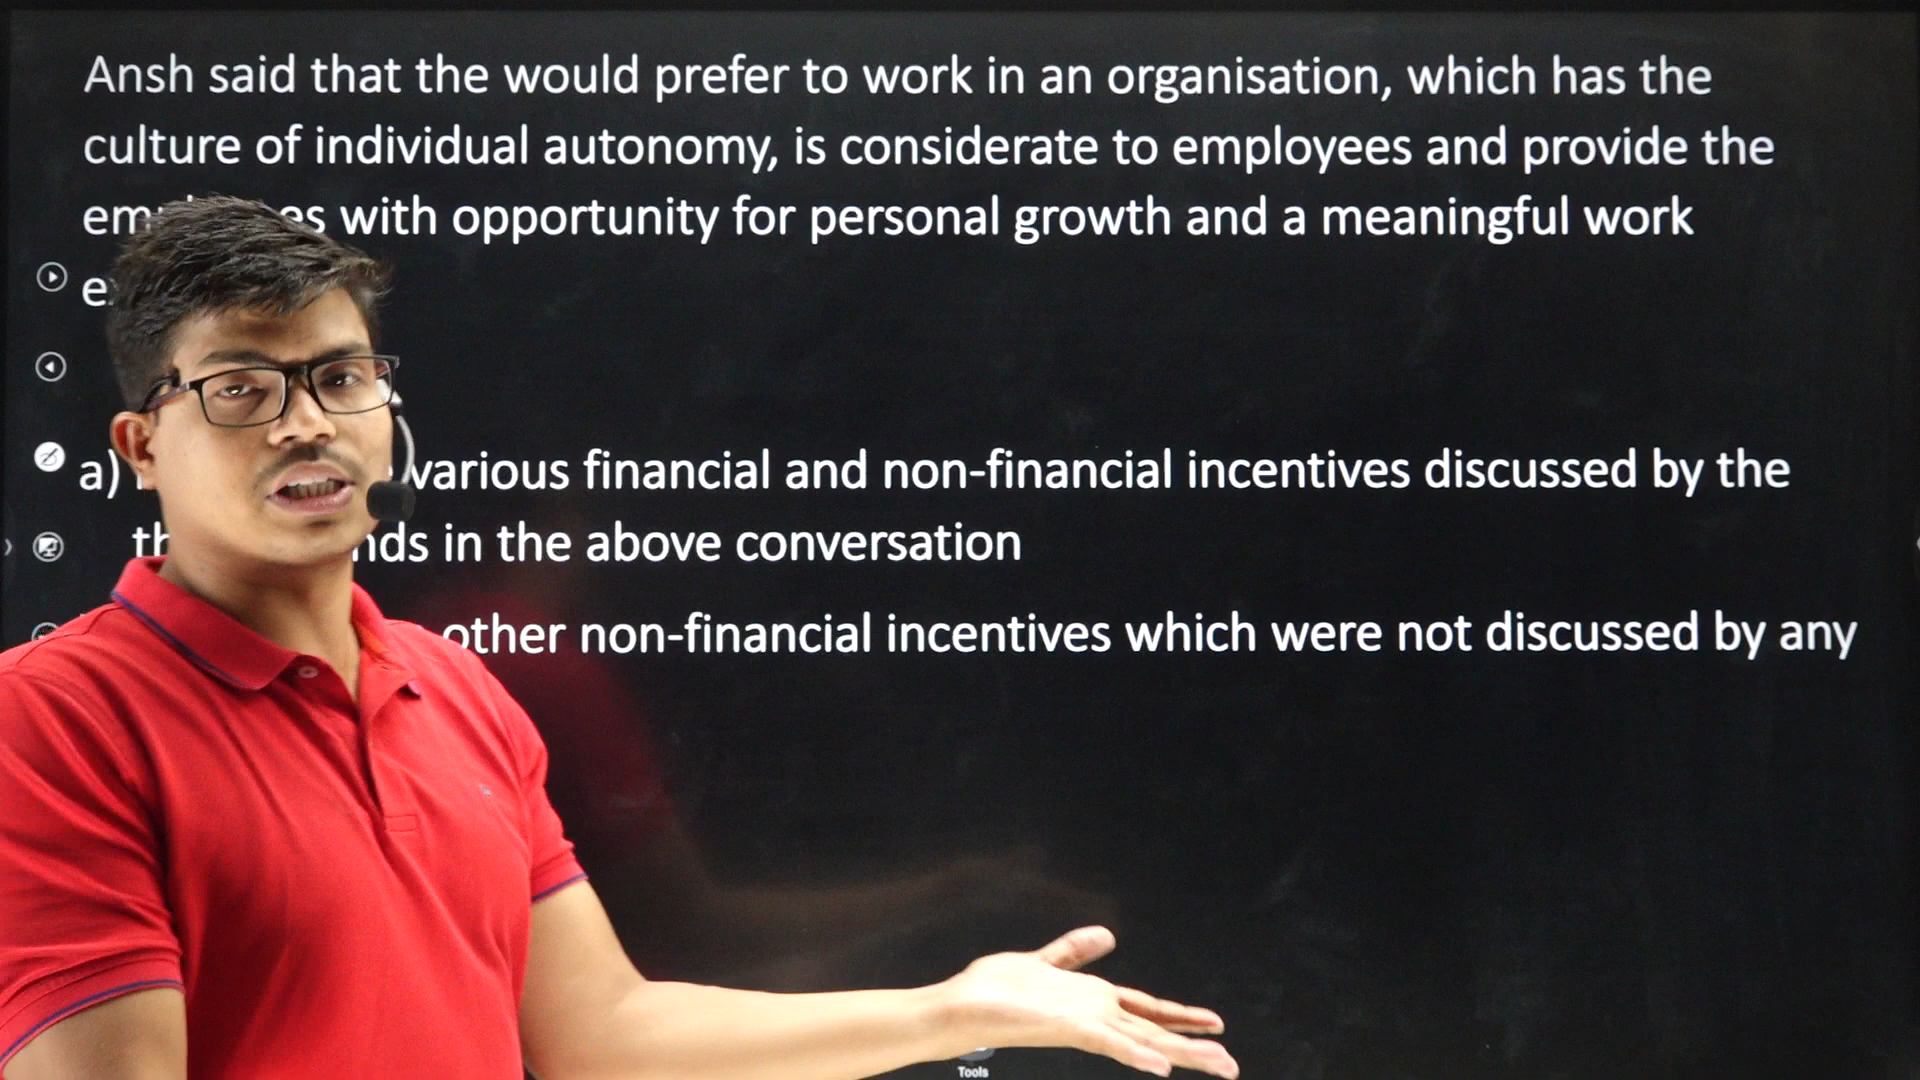 Ansh said that the would prefer to work in an organisation, which has the
culture of individual autonomy, is considerate to employees and provide the
with opportunity for personal growth and a meaningful work
a) various financial and non-financial incentives discussed by the
in the above conversation
other non-financial incentives which were not discussed by any
Tools